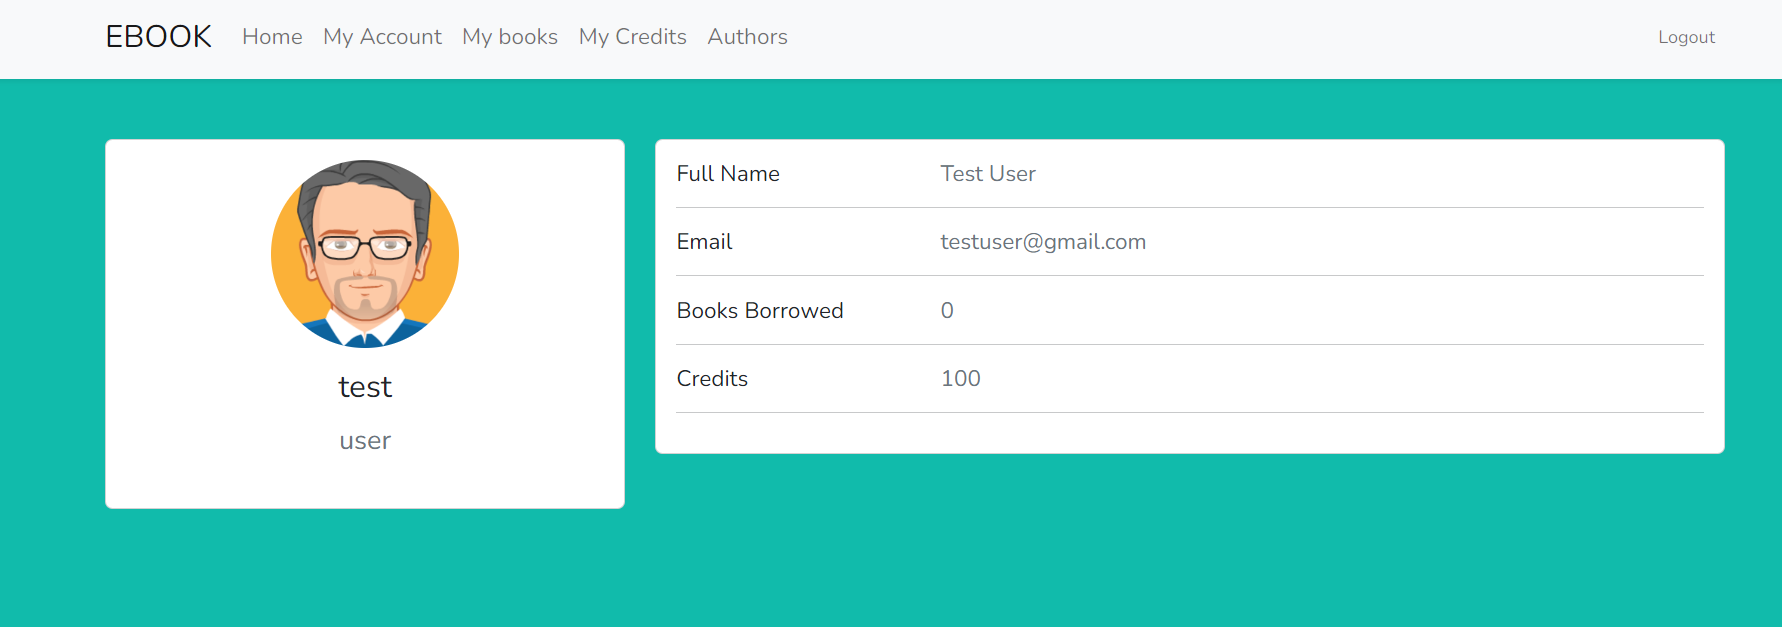 EBOOK Home My Account My books My Credits Authors Logout
test
user
Full Name Test User
Email testuser@gmail.com
Books Borrowed 0
Credits 100